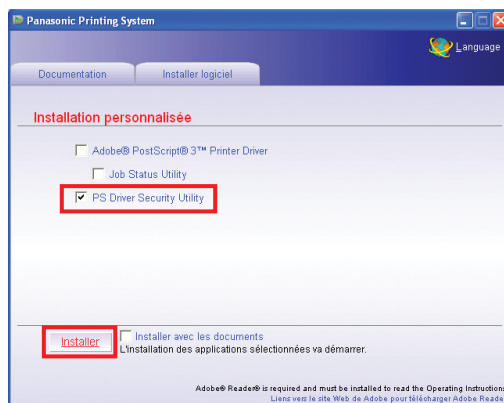 Panasonic Printing System
Language
Documentation
Installer logiciel
Installation personnalisée
Adobe® PostScript® 3™ Printer Driver
Job Status Utility
PS Driver Security Utility
Installer
Installer avec les documents
L'installation des applications sélectionnées va démarrer.
Adobe® Reader® is required and must be installed to read the Operating Instructions
Liens vers le site Web de Adobe pour télécharger Adobe Reade